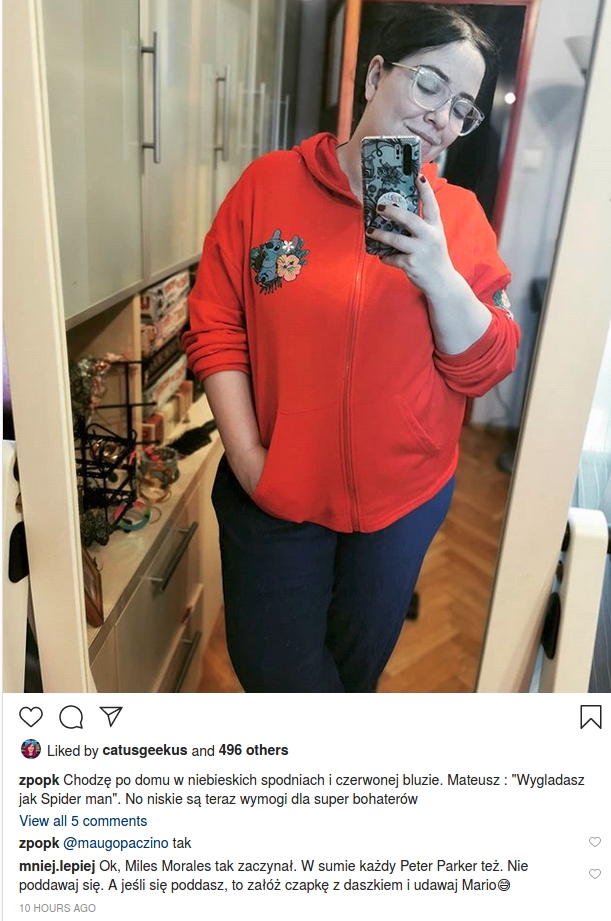 Liked by catusgeekus and 496 others
zpopk Chodzę po domu w niebieskich spodniach i czerwonej bluzie. Mateusz : "Wygladasz
jak Spider man". No niskie są teraz wymogi dla super bohaterów
View all 5 comments
zpopk @maugopaczino tak
mniej.lepiej Ok, Miles Morales tak zaczynał. W sumie każdy Peter Parker też. Nie
poddawaj się. A jeśli się poddasz, to załóż czapkę z daszkiem i udawaj Mario😅
10 HOURS AGO